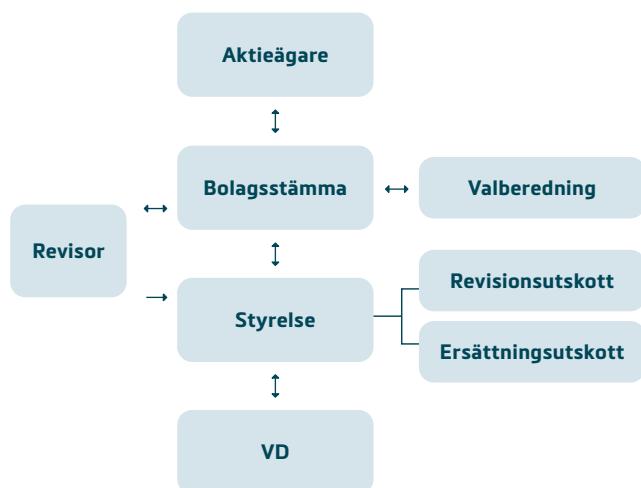 Aktieägare
Bolagsstämma
Valberedning
Revisor
Revisionsutskott
Styrelse
Ersättningsutskott
VD